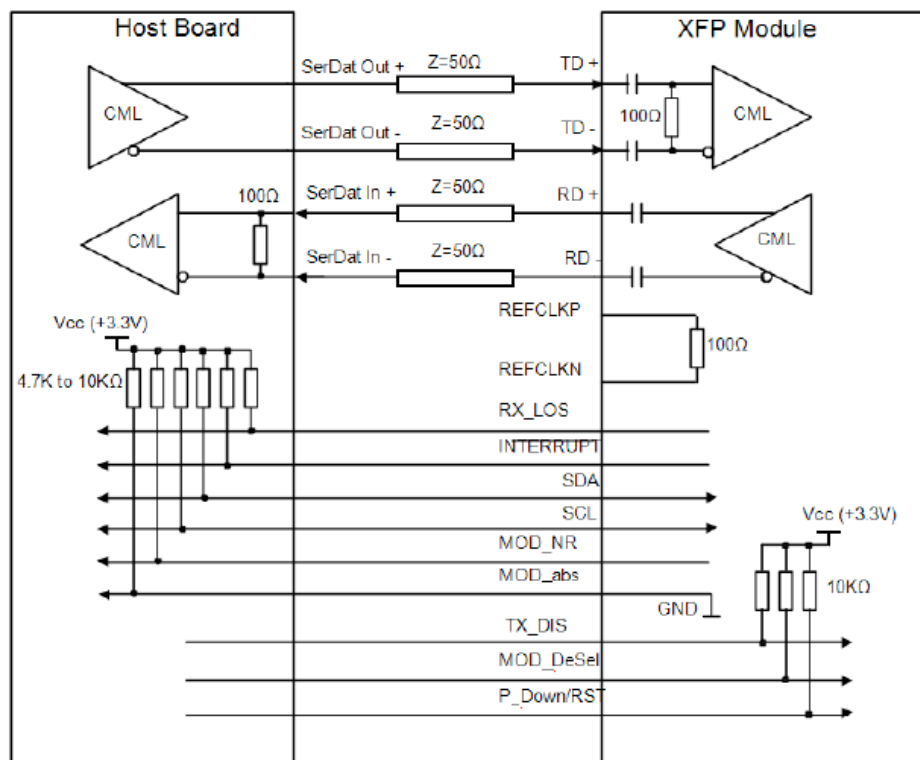 Host Board
XFP Module
SerDat Out +
Z=50Ω
TD +
CML
100Ω
CML
SerDat Out -
Z=50Ω
TD -
100Ω
SerDat In +
Z=50Ω
RD +
CML
CML
SerDat In -
Z=50Ω
RD -
REFCLKP
Vcc (+3.3V)
100Ω
REFCLKN
4.7K to 10KΩ
RX_LOS
INTERRUPT
SDA
SCL
Vcc (+3.3V)
MOD_NR
MOD_abs
10KΩ
GND
TX_DIS
MOD_DeSel
P_Down/RST